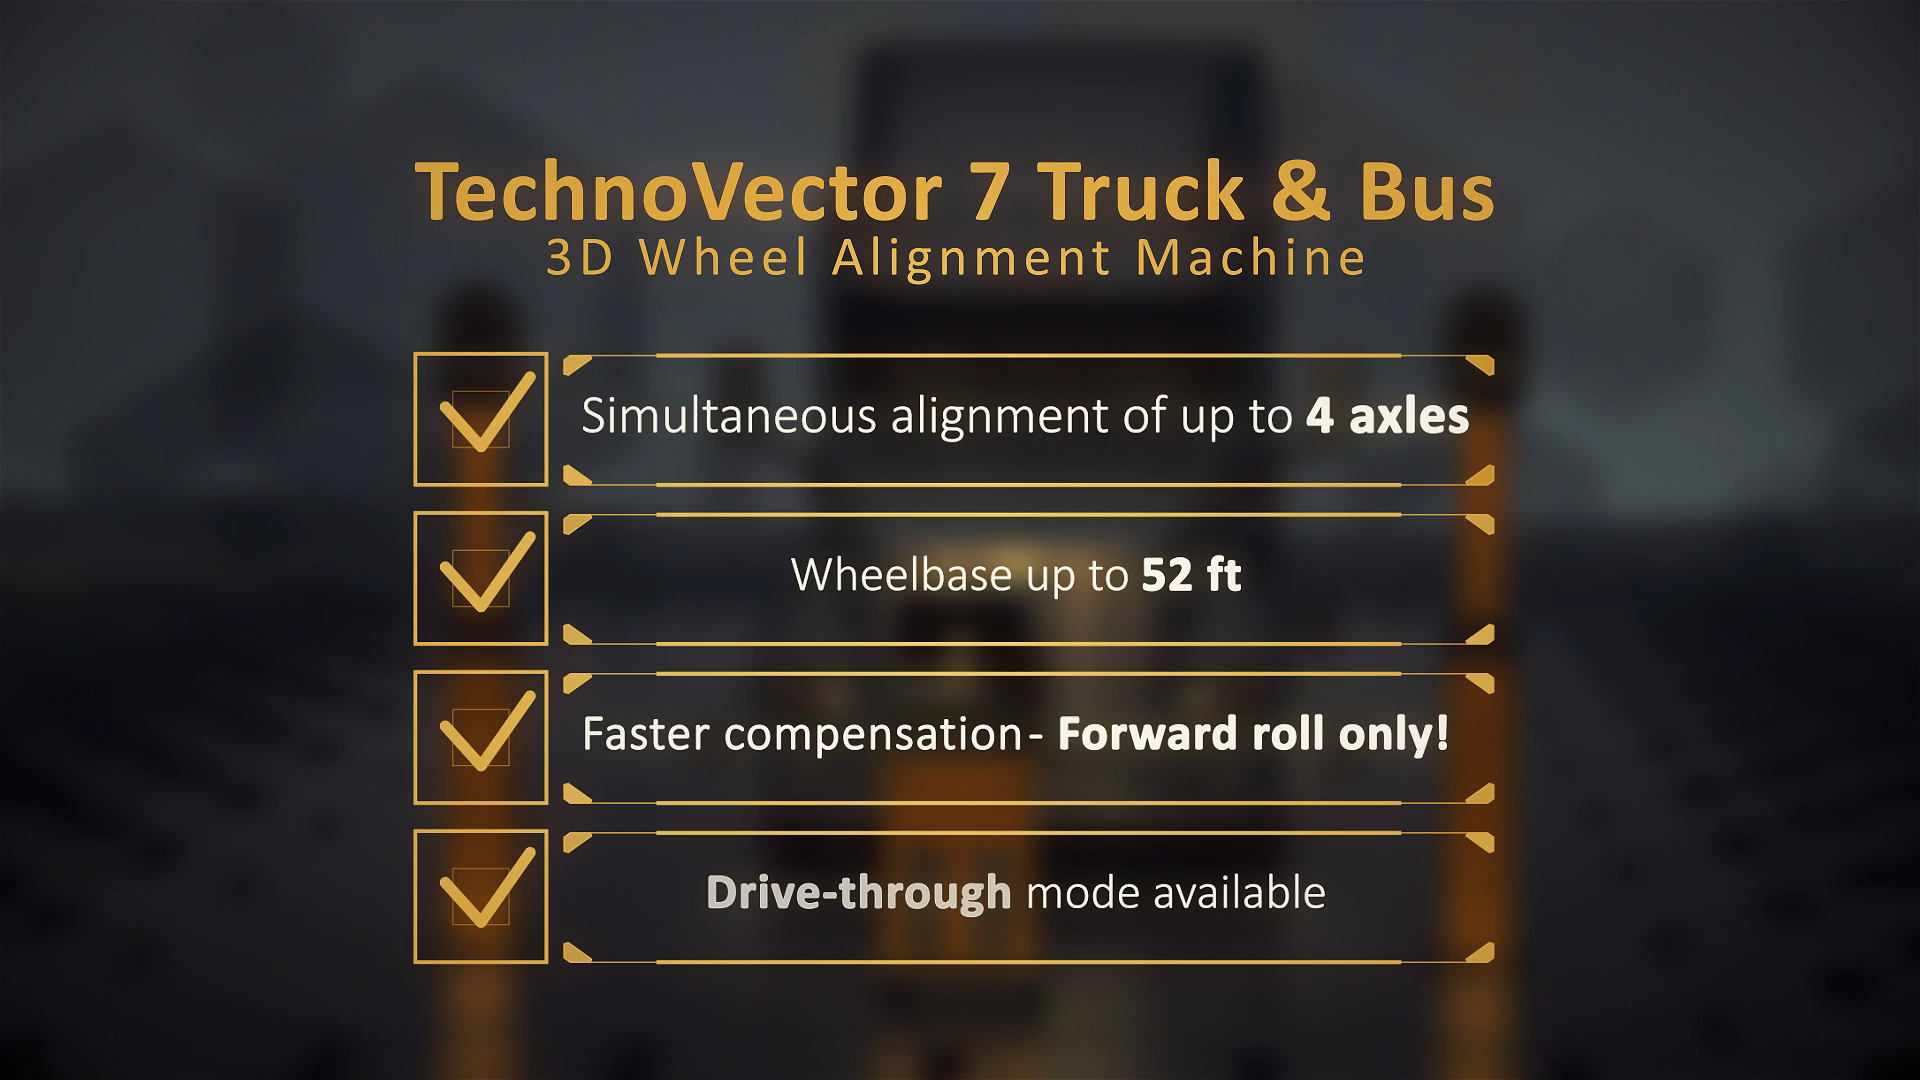 TechnoVector 7 Truck & Bus
3D Wheel Alignment Machine
Simultaneous alignment of up to 4 axles
Wheelbase up to 52 ft
Faster compensation- Forward roll only!
Drive-through mode available